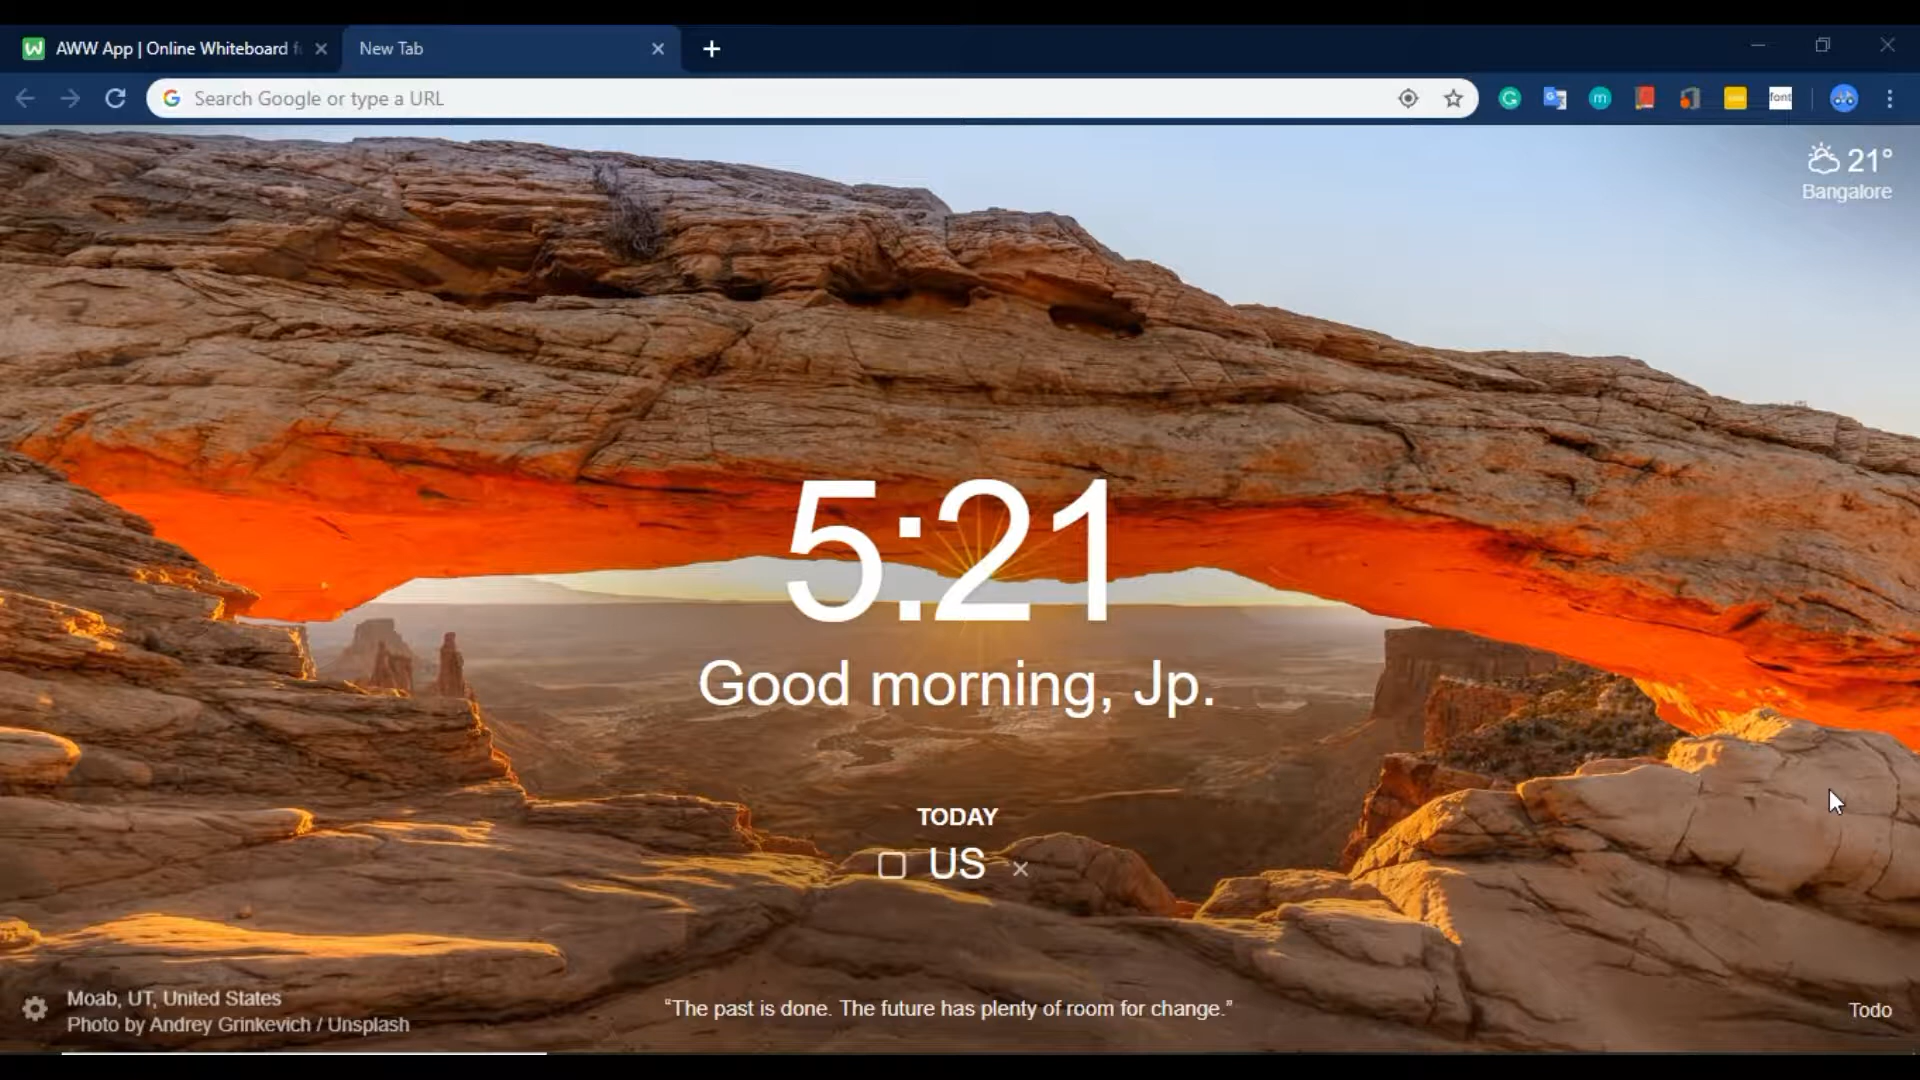 AWW App | Online Whiteboard f
New Tab
Search Google or type a URL
font
21°
Bangalore
5:21
Good morning, Jp.
TODAY
US
Moab, UT, United States
Photo by Andrey Grinkevich / Unsplash
“The past is done. The future has plenty of room for change.”
Todo